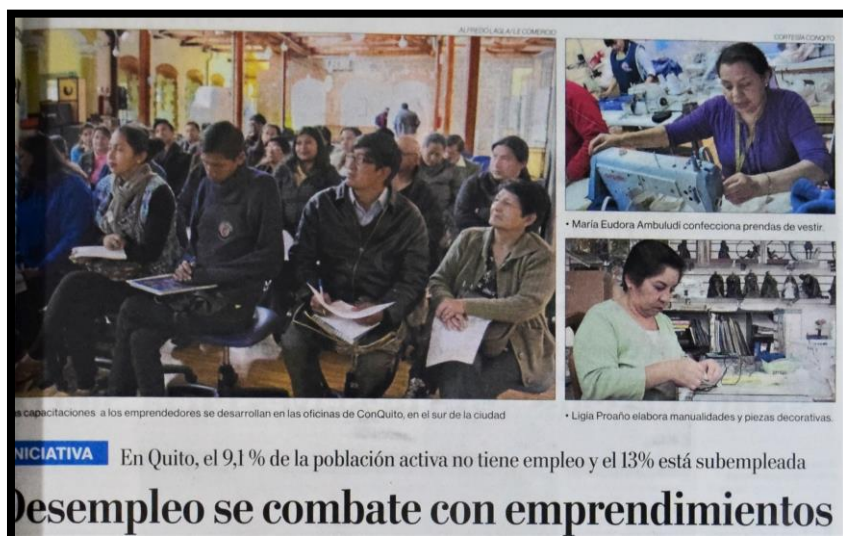 ALFREDO LAGLA / EL COMERCIO
CORTESÍA CONQUITO
• María Eudora Ambuludí confecciona prendas de vestir.
s capacitaciones a los emprendedores se desarrollan en las oficinas de ConQuito, en el sur de la ciudad
• Ligia Proaño elabora manualidades y piezas decorativas.
NICIATIVA
En Quito, el 9,1 % de la población activa no tiene empleo y el 13% está subempleada
Desempleo se combate con emprendimientos